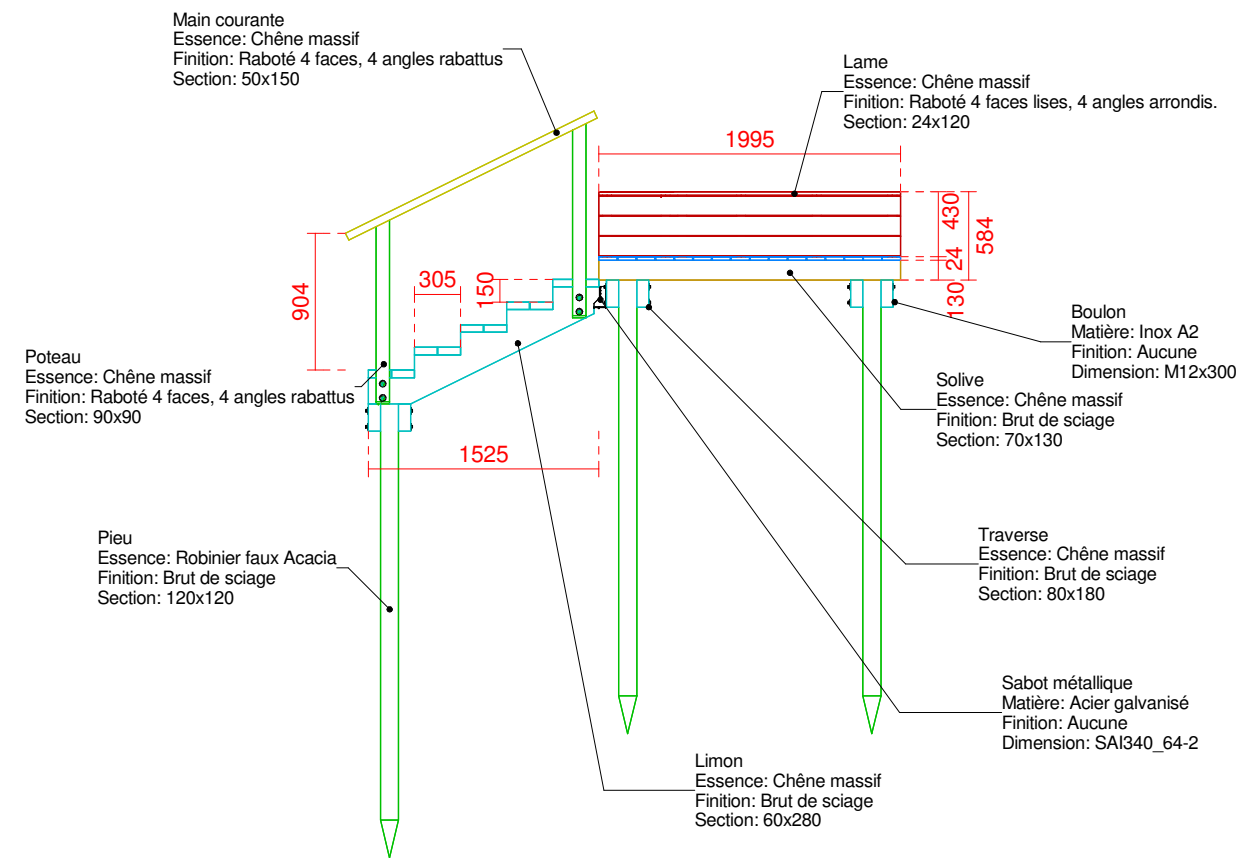 Main courante
Essence: Chêne massif
Finition: Raboté 4 faces, 4 angles rabattus
Section: 50x150
Lame
Essence: Chêne massif
Finition: Raboté 4 faces lises, 4 angles arrondis.
Section: 24x120
1995
430
584
24
130
305
150
904
Boulon
Matière: Inox A2
Finition: Aucune
Dimension: M12x300
Poteau
Essence: Chêne massif
Finition: Raboté 4 faces, 4 angles rabattus
Section: 90x90
Solive
Essence: Chêne massif
Finition: Brut de sciage
Section: 70x130
1525
Pieu
Essence: Robinier faux Acacia
Finition: Brut de sciage
Section: 120x120
Traverse
Essence: Chêne massif
Finition: Brut de sciage
Section: 80x180
Sabot métallique
Matière: Acier galvanisé
Finition: Aucune
Dimension: SAI340_64-2
Limon
Essence: Chêne massif
Finition: Brut de sciage
Section: 60x280